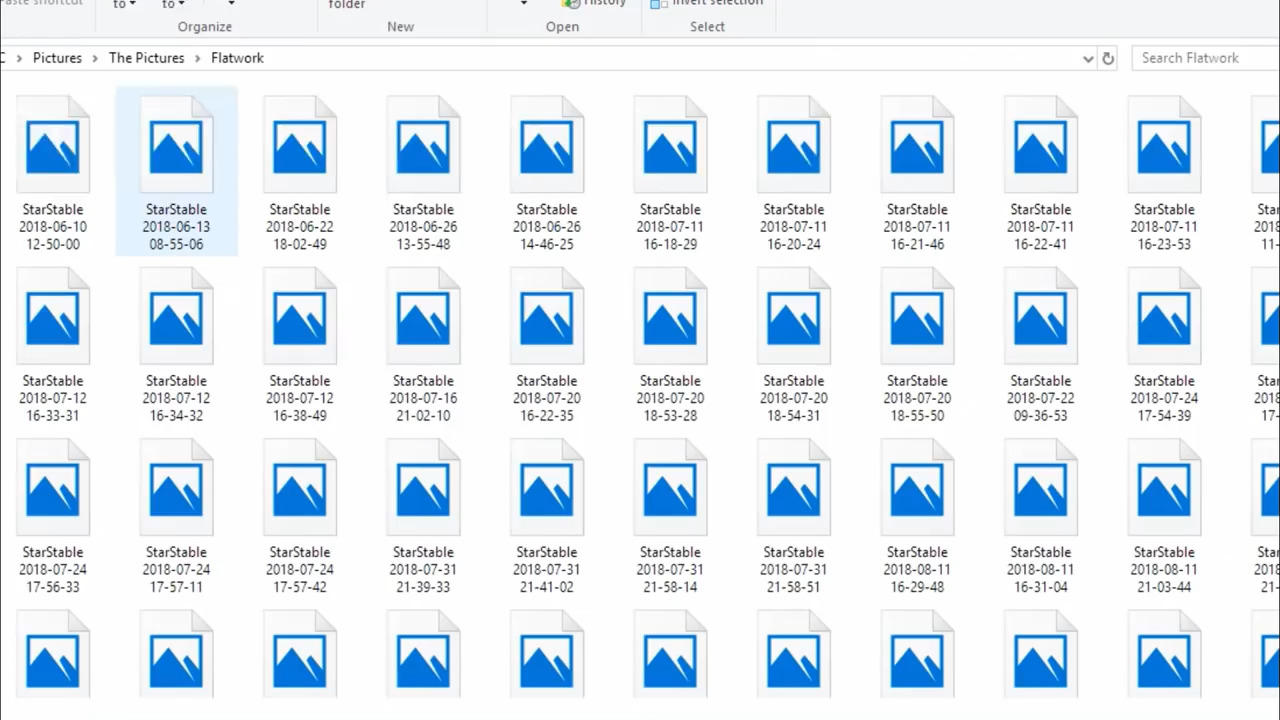 Paste shortcut
to
to
folder
History
Invert selection
Organize
New
Open
Select
C > Pictures > The Pictures > Flatwork
Search Flatwork
StarStable
2018-06-10
12-50-00
StarStable
2018-06-13
08-55-06
StarStable
2018-06-22
18-02-49
StarStable
2018-06-26
13-55-48
StarStable
2018-06-26
14-46-25
StarStable
2018-07-11
16-18-29
StarStable
2018-07-11
16-20-24
StarStable
2018-07-11
16-21-46
StarStable
2018-07-11
16-22-41
StarStable
2018-07-11
16-23-53
StarStable
2018-07-12
16-33-31
StarStable
2018-07-12
16-34-32
StarStable
2018-07-12
16-38-49
StarStable
2018-07-16
21-02-10
StarStable
2018-07-20
16-22-35
StarStable
2018-07-20
18-53-28
StarStable
2018-07-20
18-54-31
StarStable
2018-07-20
18-55-50
StarStable
2018-07-22
09-36-53
StarStable
2018-07-24
17-54-39
StarStable
2018-07-24
17-56-33
StarStable
2018-07-24
17-57-11
StarStable
2018-07-24
17-57-42
StarStable
2018-07-31
21-39-33
StarStable
2018-07-31
21-41-02
StarStable
2018-07-31
21-58-14
StarStable
2018-07-31
21-58-51
StarStable
2018-08-11
16-29-48
StarStable
2018-08-11
16-31-04
StarStable
2018-08-11
21-03-44